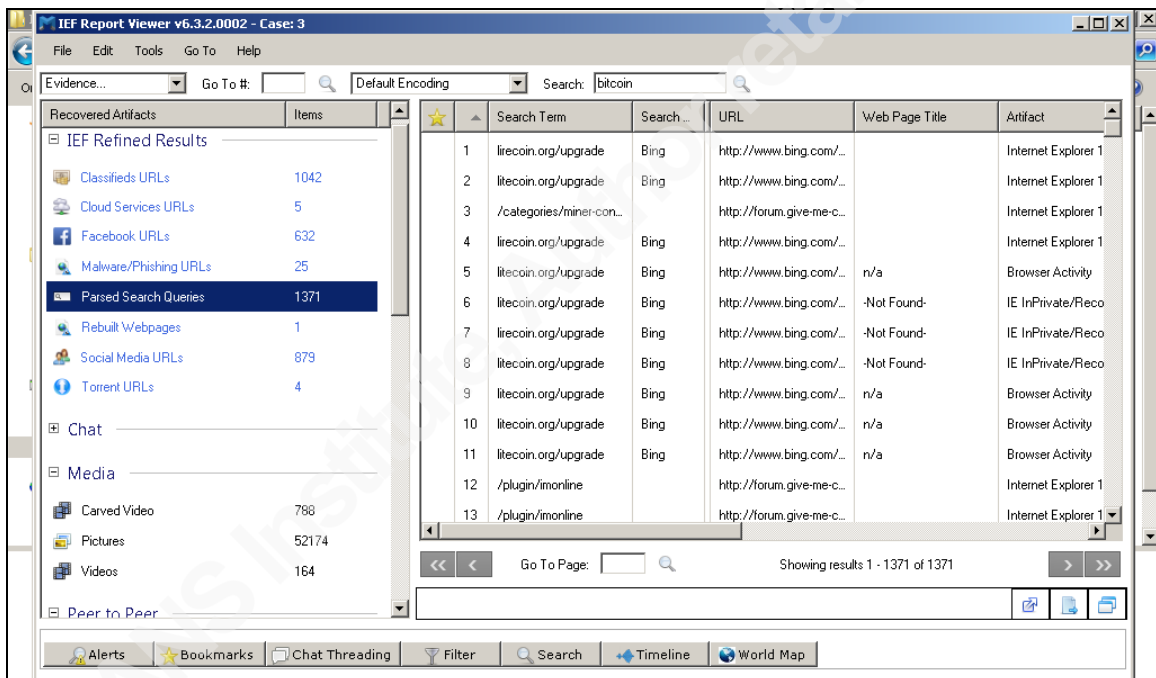 IEF Report Viewer v6.3.2.0002 - Case: 3
File Edit Tools Go To Help
Evidence... Go To #: Default Encoding Search: bitcoin
Recovered Artifacts Items
IEF Refined Results
Classifieds URLs 1042
Cloud Services URLs 5
Facebook URLs 632
Malware/Phishing URLs 25
Parsed Search Queries 1371
Rebuilt Webpages 1
Social Media URLs 879
Torrent URLs 4
Chat
Media
Carved Video 788
Pictures 52174
Videos 164
Peer to Peer
Search Term Search ... URL Web Page Title Artifact
1 lirecoin.org/upgrade Bing http://www.bing.com/... Internet Explorer 1
2 litecoin.org/upgrade Bing http://www.bing.com/... Internet Explorer 1
3 /categories/miner-con... http://forum.give-me-c... Internet Explorer 1
4 lirecoin.org/upgrade Bing http://www.bing.com/... Internet Explorer 1
5 litecoin.org/upgrade Bing http://www.bing.com/... n/a Browser Activity
6 litecoin.org/upgrade Bing http://www.bing.com/... -Not Found- IE InPrivate/Reco
7 lirecoin.org/upgrade Bing http://www.bing.com/... -Not Found- IE InPrivate/Reco
8 litecoin.org/upgrade Bing http://www.bing.com/... -Not Found- IE InPrivate/Reco
9 litecoin.org/upgrade Bing http://www.bing.com/... n/a Browser Activity
10 litecoin.org/upgrade Bing http://www.bing.com/... n/a Browser Activity
11 litecoin.org/upgrade Bing http://www.bing.com/... n/a Browser Activity
12 /plugin/imonline http://forum.give-me-c... Internet Explorer 1
13 /plugin/imonline http://forum.give-me-c... Internet Explorer 1
<< < Go To Page: Showing results 1 - 1371 of 1371 > >>
Alerts Bookmarks Chat Threading Filter Search Timeline World Map